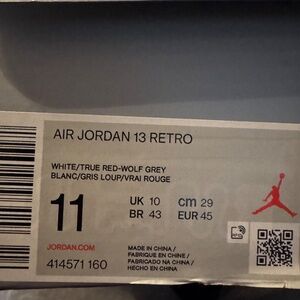 AIR JORDAN 13 RETRO
WHITE/TRUE RED-WOLF GREY
BLANC/GRIS LOUP/VRAI ROUGE
11 UK 10 cm 29
BR 43 EUR 45
JORDAN.COM
414571 160
MADE IN CHINA /
FABRIQUE EN CHINE /
FABRICADO NA CHINA /
HECHO EN CHINA